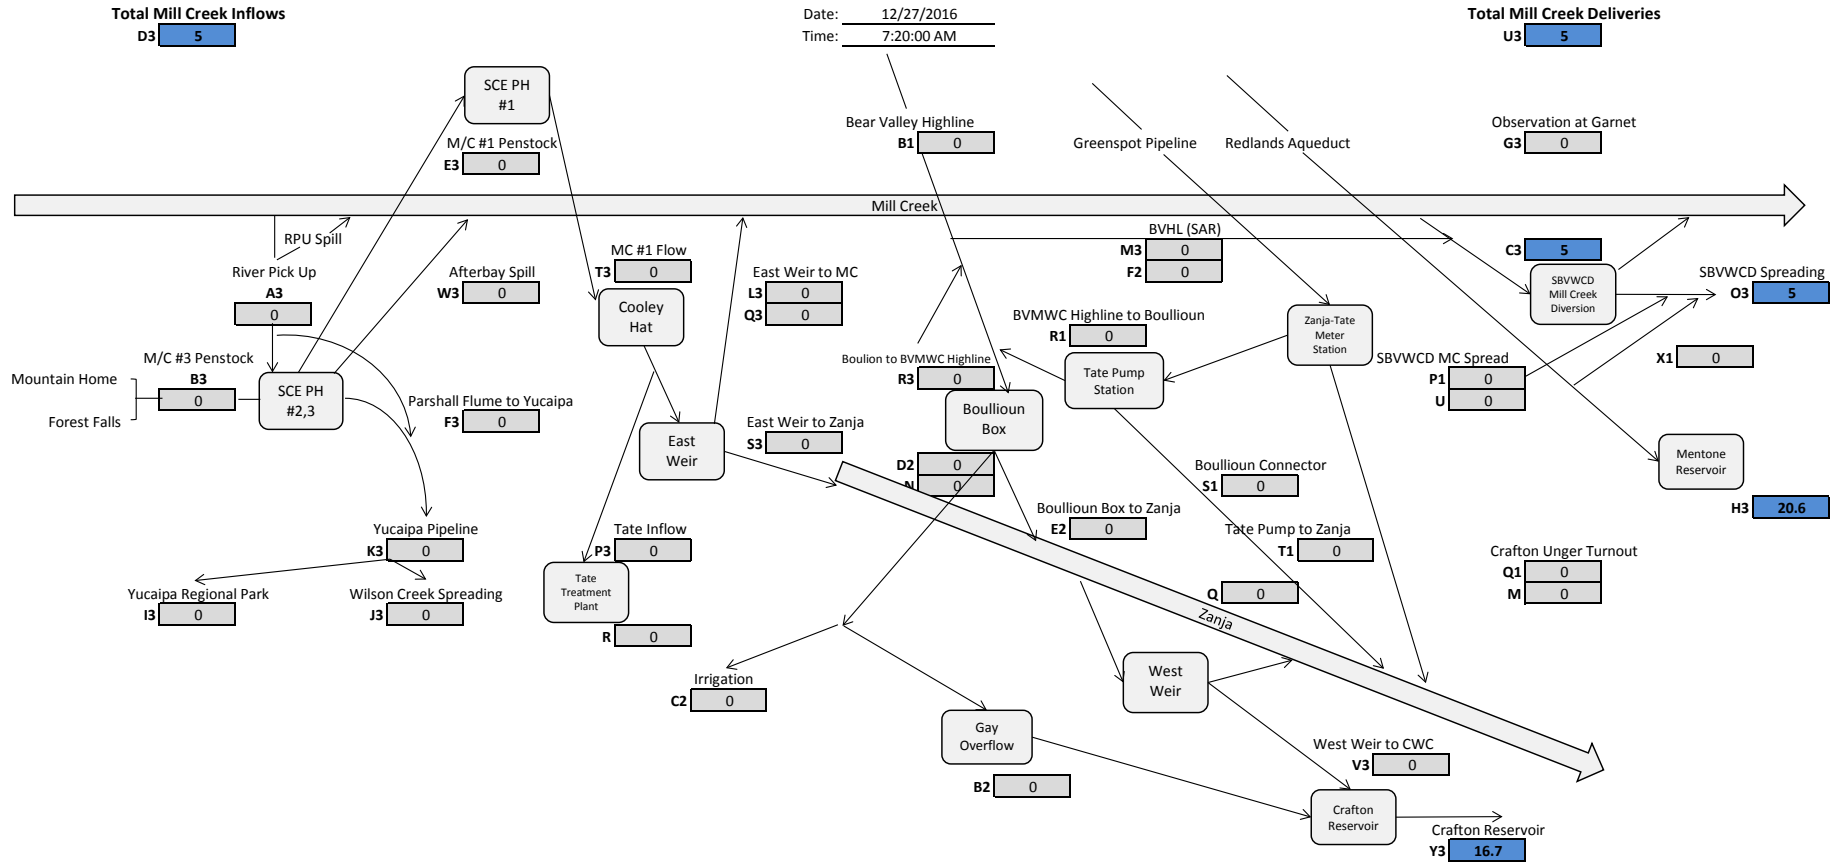 Total Mill Creek Inflows
D3 5
Date: 12/27/2016
Time: 7:20:00 AM
Total Mill Creek Deliveries
U3 5
SCE PH
#1
M/C #1 Penstock
E3 0
Bear Valley Highline
B1 0
Greenspot Pipeline
Redlands Aqueduct
Observation at Garnet
G3 0
Mill Creek
RPU Spill
River Pick Up
A3
0
Afterbay Spill
W3 0
MC #1 Flow
T3 0
Cooley
Hat
East Weir to MC
L3 0
Q3 0
BVHL (SAR)
M3 0
F2 0
C3 5
SBVWCD
Mill Creek
Diversion
SBVWCD Spreading
O3 5
BVMWC Highline to Boullioun
R1 0
Zanja-Tate
Meter
Station
Boulion to BVMWC Highline
R3 0
Tate Pump
Station
SBVWCD MC Spread
P1 0
U 0
X1 0
M/C #3 Penstock
B3
0
Mountain Home
Forest Falls
SCE PH
#2,3
Parshall Flume to Yucaipa
F3 0
East
Weir
East Weir to Zanja
S3 0
Boullioun
Box
D2 0
N 0
Boullioun Connector
S1 0
Mentone
Reservoir
H3 20.6
Boullioun Box to Zanja
E2 0
Tate Pump to Zanja
T1 0
Yucaipa Pipeline
K3 0
Tate Inflow
P3 0
Tate
Treatment
Plant
R 0
Crafton Unger Turnout
Q1 0
M 0
Yucaipa Regional Park
I3 0
Wilson Creek Spreading
J3 0
Q 0
Zanja
Irrigation
C2 0
West
Weir
Gay
Overflow
B2 0
West Weir to CWC
V3 0
Crafton
Reservoir
Crafton Reservoir
Y3 16.7